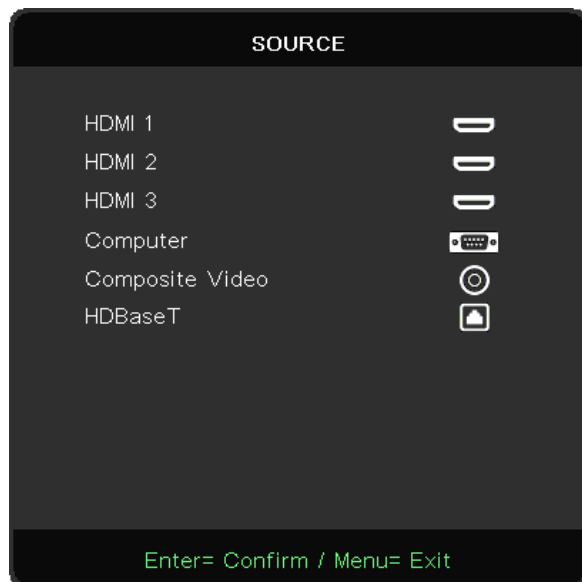 SOURCE
HDMI 1
HDMI 2
HDMI 3
Computer
Composite Video
HDBaseT
Enter= Confirm / Menu= Exit